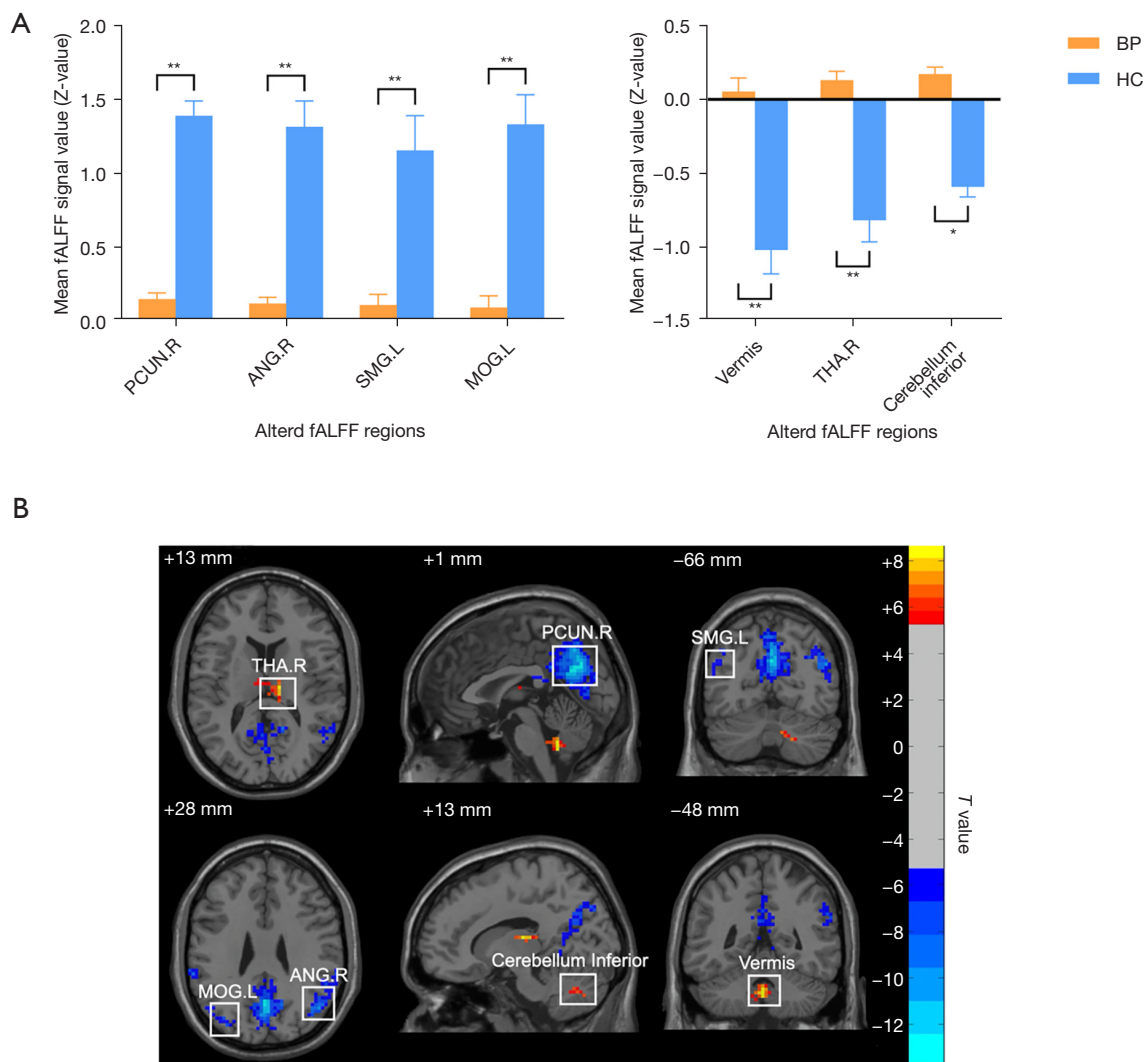 A
Mean fALFF signal value (Z-value)
2.0
1.5
1.0
0.5
0.0
**
**
**
**
PCUN.R
ANG.R
SMG.L
MOG.L
Alterd fALFF regions
Mean fALFF signal value (Z-value)
0.5
0.0
−0.5
−1.0
−1.5
**
**
*
Vermis
THA.R
Cerebellum
inferior
Alterd fALFF regions
BP
HC
B
+13 mm
THA.R
+1 mm
PCUN.R
−66 mm
SMG.L
+28 mm
MOG.L
ANG.R
+13 mm
Cerebellum Inferior
−48 mm
Vermis
+8
+6
+4
+2
0
−2
−4
−6
−8
−10
−12
T value